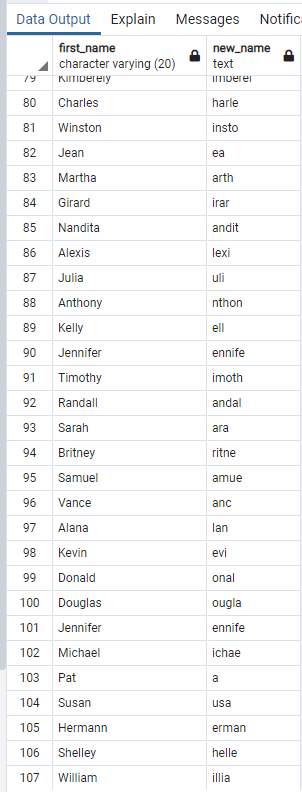 Data Output Explain Messages Notific
first_name new_name
character varying (20) text
79 Kimberely imberel
80 Charles harle
81 Winston insto
82 Jean ea
83 Martha arth
84 Girard irar
85 Nandita andit
86 Alexis lexi
87 Julia uli
88 Anthony nthon
89 Kelly ell
90 Jennifer ennife
91 Timothy imoth
92 Randall andal
93 Sarah ara
94 Britney ritne
95 Samuel amue
96 Vance anc
97 Alana lan
98 Kevin evi
99 Donald onal
100 Douglas ougla
101 Jennifer ennife
102 Michael ichae
103 Pat a
104 Susan usa
105 Hermann erman
106 Shelley helle
107 William illia